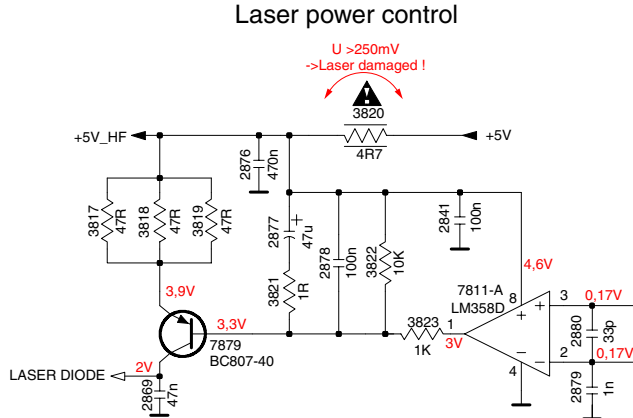 Laser power control
U >250mV
->Laser damaged !
3820
4R7
+5V_HF
+5V
2876
470n
3817
47R
3818
47R
3819
47R
2877
+
47u
2878
100n
3822
10K
2841
100n
3821
1R
4,6V
7811-A
LM358D
3,9V
3,3V
7879
BC807-40
3823
1K
1
3V
8
+
4
−
+
3
0,17V
−
2
0,17V
2880
33p
2879
1n
2V
LASER DIODE
2869
47n